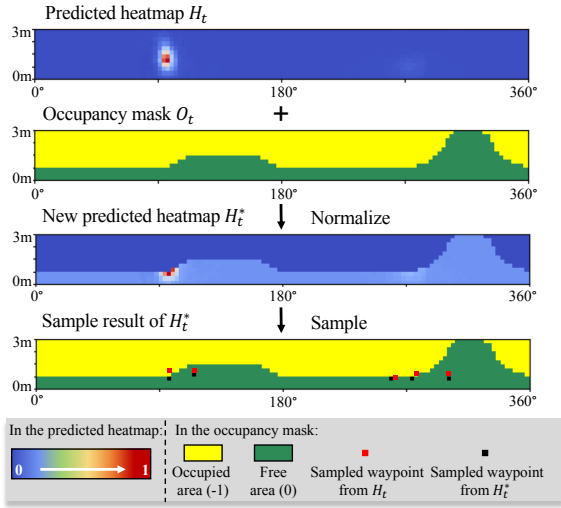 Predicted heatmap H_t
3m
0m
0° 180° 360°
Occupancy mask O_t +
3m
0m
0° 180° 360°
New predicted heatmap H_t^* Normalize
3m
0m
0° 180° 360°
Sample result of H_t^* Sample
3m
0m
0° 180° 360°
In the predicted heatmap:
0 1
In the occupancy mask:
Occupied area (-1)
Free area (0)
Sampled waypoint from H_t
Sampled waypoint from H_t^*